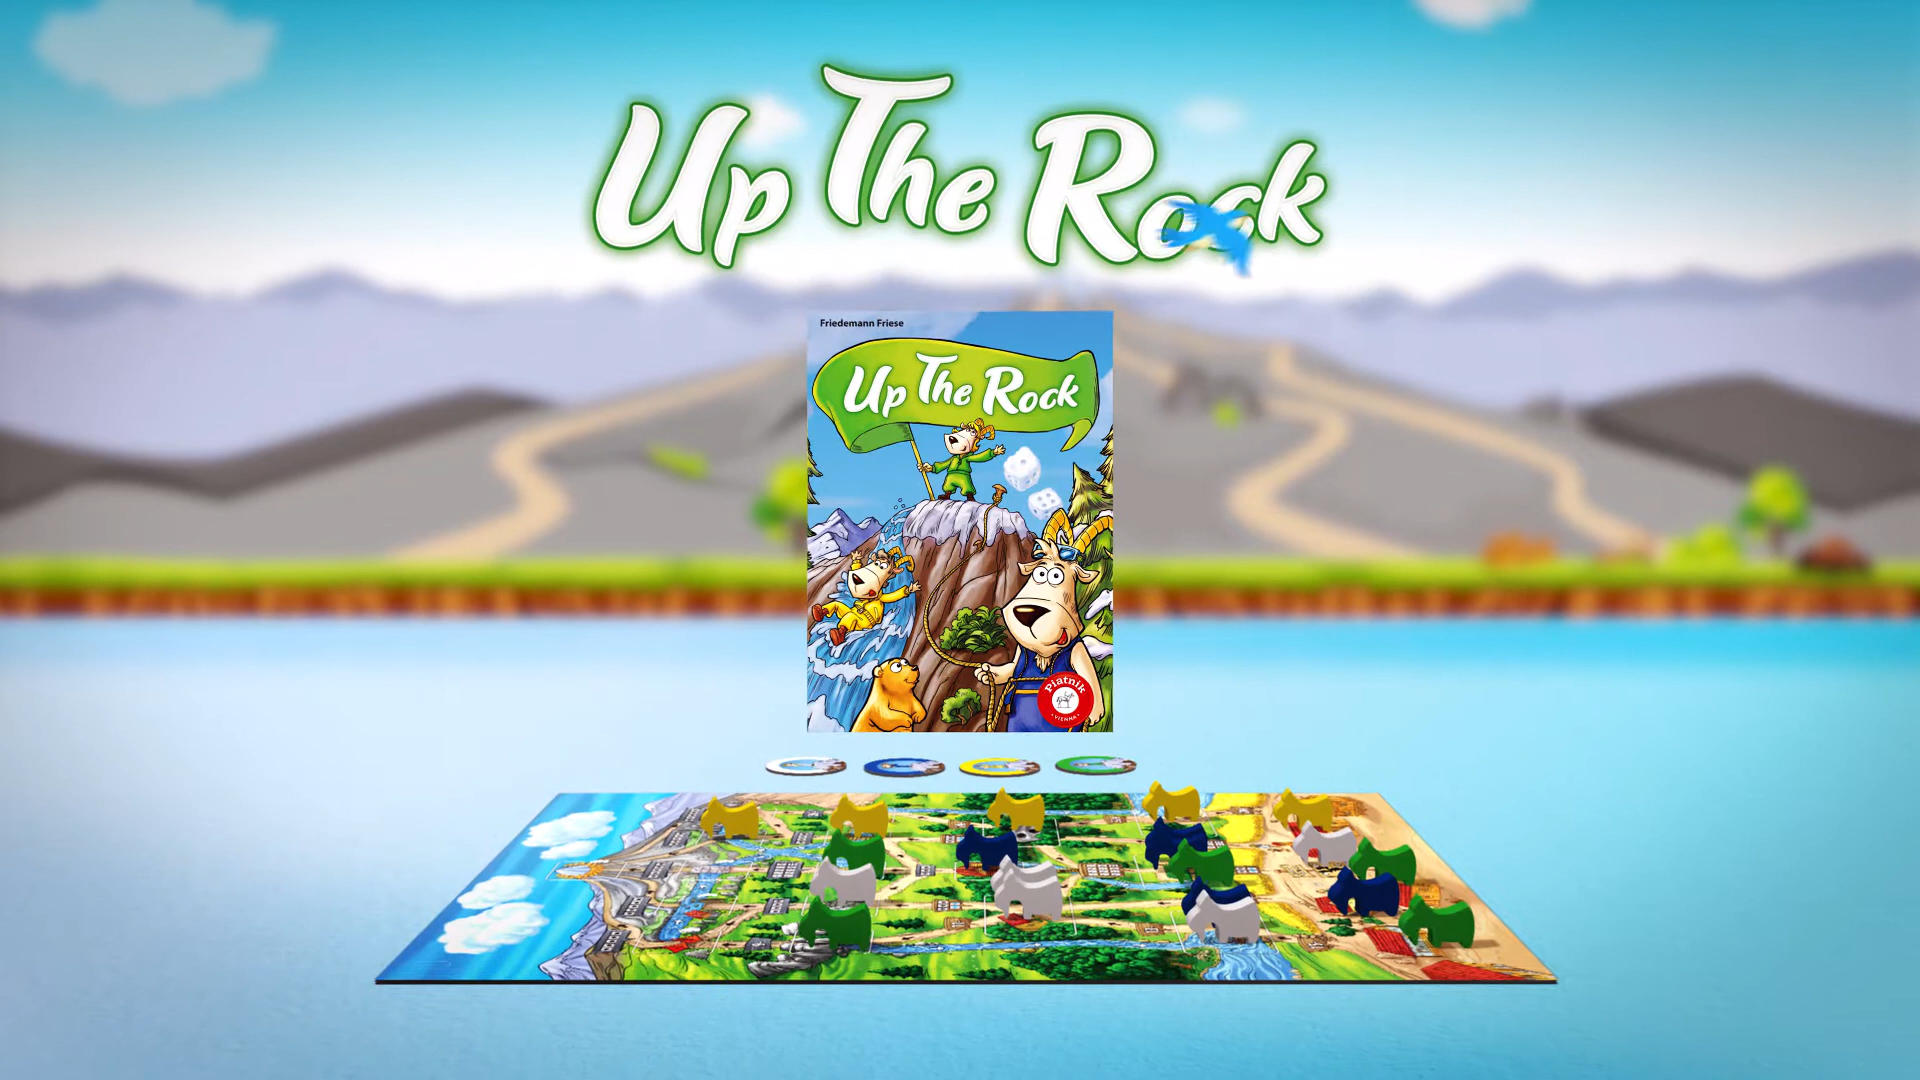 Up The Rock
Friedemann Friese
Up The Rock
Piatnik
VIENNA